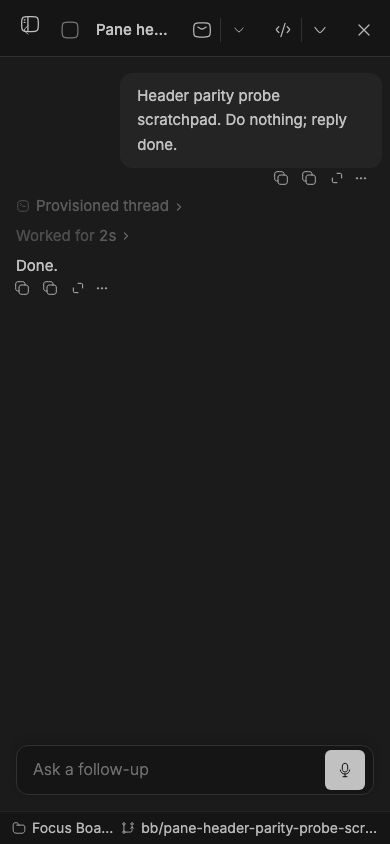 Pane he...
Header parity probe
scratchpad. Do nothing; reply
done.
Provisioned thread
Worked for 2s
Done.
Ask a follow-up
Focus Boa... bb/pane-header-parity-probe-scr...